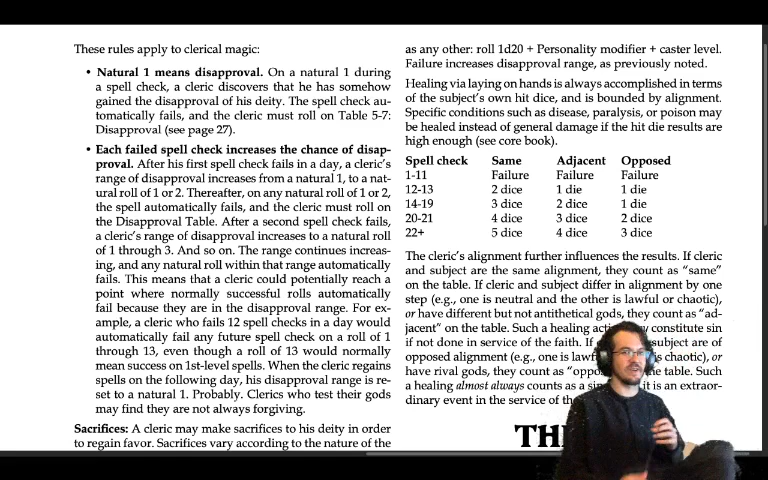 These rules apply to clerical magic:
• Natural 1 means disapproval. On a natural 1 during
a spell check, a cleric discovers that he has somehow
gained the disapproval of his deity. The spell check au-
tomatically fails, and the cleric must roll on Table 5-7:
Disapproval (see page 27).
• Each failed spell check increases the chance of disap-
proval. After his first spell check fails in a day, a cleric's
range of disapproval increases from a natural 1, to a nat-
ural roll of 1 or 2. Thereafter, on any natural roll of 1 or 2,
the spell automatically fails, and the cleric must roll on
the Disapproval Table. After a second spell check fails,
a cleric's range of disapproval increases to a natural roll
of 1 through 3. And so on. The range continues increas-
ing, and any natural roll within that range automatically
fails. This means that a cleric could potentially reach a
point where normally successful rolls automatically
fail because they are in the disapproval range. For ex-
ample, a cleric who fails 12 spell checks in a day would
automatically fail any future spell check on a roll of 1
through 13, even though a roll of 13 would normally
mean success on 1st-level spells. When the cleric regains
spells on the following day, his disapproval range is re-
set to a natural 1. Probably. Clerics who test their gods
may find they are not always forgiving.
Sacrifices: A cleric may make sacrifices to his deity in order
to regain favor. Sacrifices vary according to the nature of the
as any other: roll 1d20 + Personality modifier + caster level.
Failure increases disapproval range, as previously noted.
Healing via laying on hands is always accomplished in terms
of the subject's own hit dice, and is bounded by alignment.
Specific conditions such as disease, paralysis, or poison may
be healed instead of general damage if the hit die results are
high enough (see core book).
Spell check Same Adjacent Opposed
1-11 Failure Failure Failure
12-13 2 dice 1 die 1 die
14-19 3 dice 2 dice 1 die
20-21 4 dice 3 dice 2 dice
22+ 5 dice 4 dice 3 dice
The cleric's alignment further influences the results. If cleric
and subject are the same alignment, they count as "same"
on the table. If cleric and subject differ in alignment by one
step (e.g., one is neutral and the other is lawful or chaotic),
or have different but not antithetical gods, they count as "ad-
jacent" on the table. Such a healing constitute sin
if not done in service of the faith. If subject are of
opposed alignment (e.g., one is is chaotic), or
have rival gods, they count as table. Such
a healing almost always counts as a it is an extraor-
dinary event in the service of